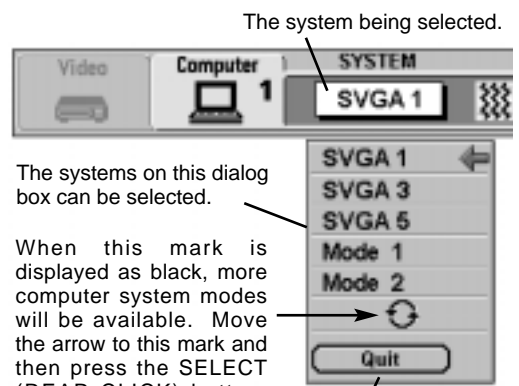 The system being selected.
Video
Computer
1
SYSTEM
SVGA 1
The systems on this dialog
box can be selected.
When this mark is
displayed as black, more
computer system modes
will be available. Move
the arrow to this mark and
then press the SELECT
SVGA 1
SVGA 3
SVGA 5
Mode 1
Mode 2
Quit